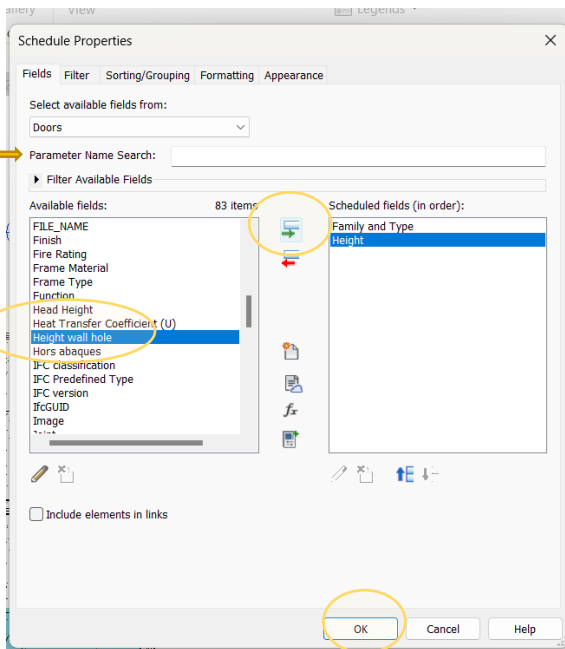 View
Legends
Schedule Properties
Fields Filter Sorting/Grouping Formatting Appearance
Select available fields from:
Doors
Parameter Name Search:
Filter Available Fields
Available fields: 83 items Scheduled fields (in order):
FILE_NAME
Finish
Fire Rating
Frame Material
Frame Type
Function
Head Height
Heat Transfer Coefficient (U)
Height wall hole
Hors abaques
IFC classification
IFC Predefined Type
IFC version
IfcGUID
Image
Family and Type
Height
fx
Include elements in links
OK Cancel Help